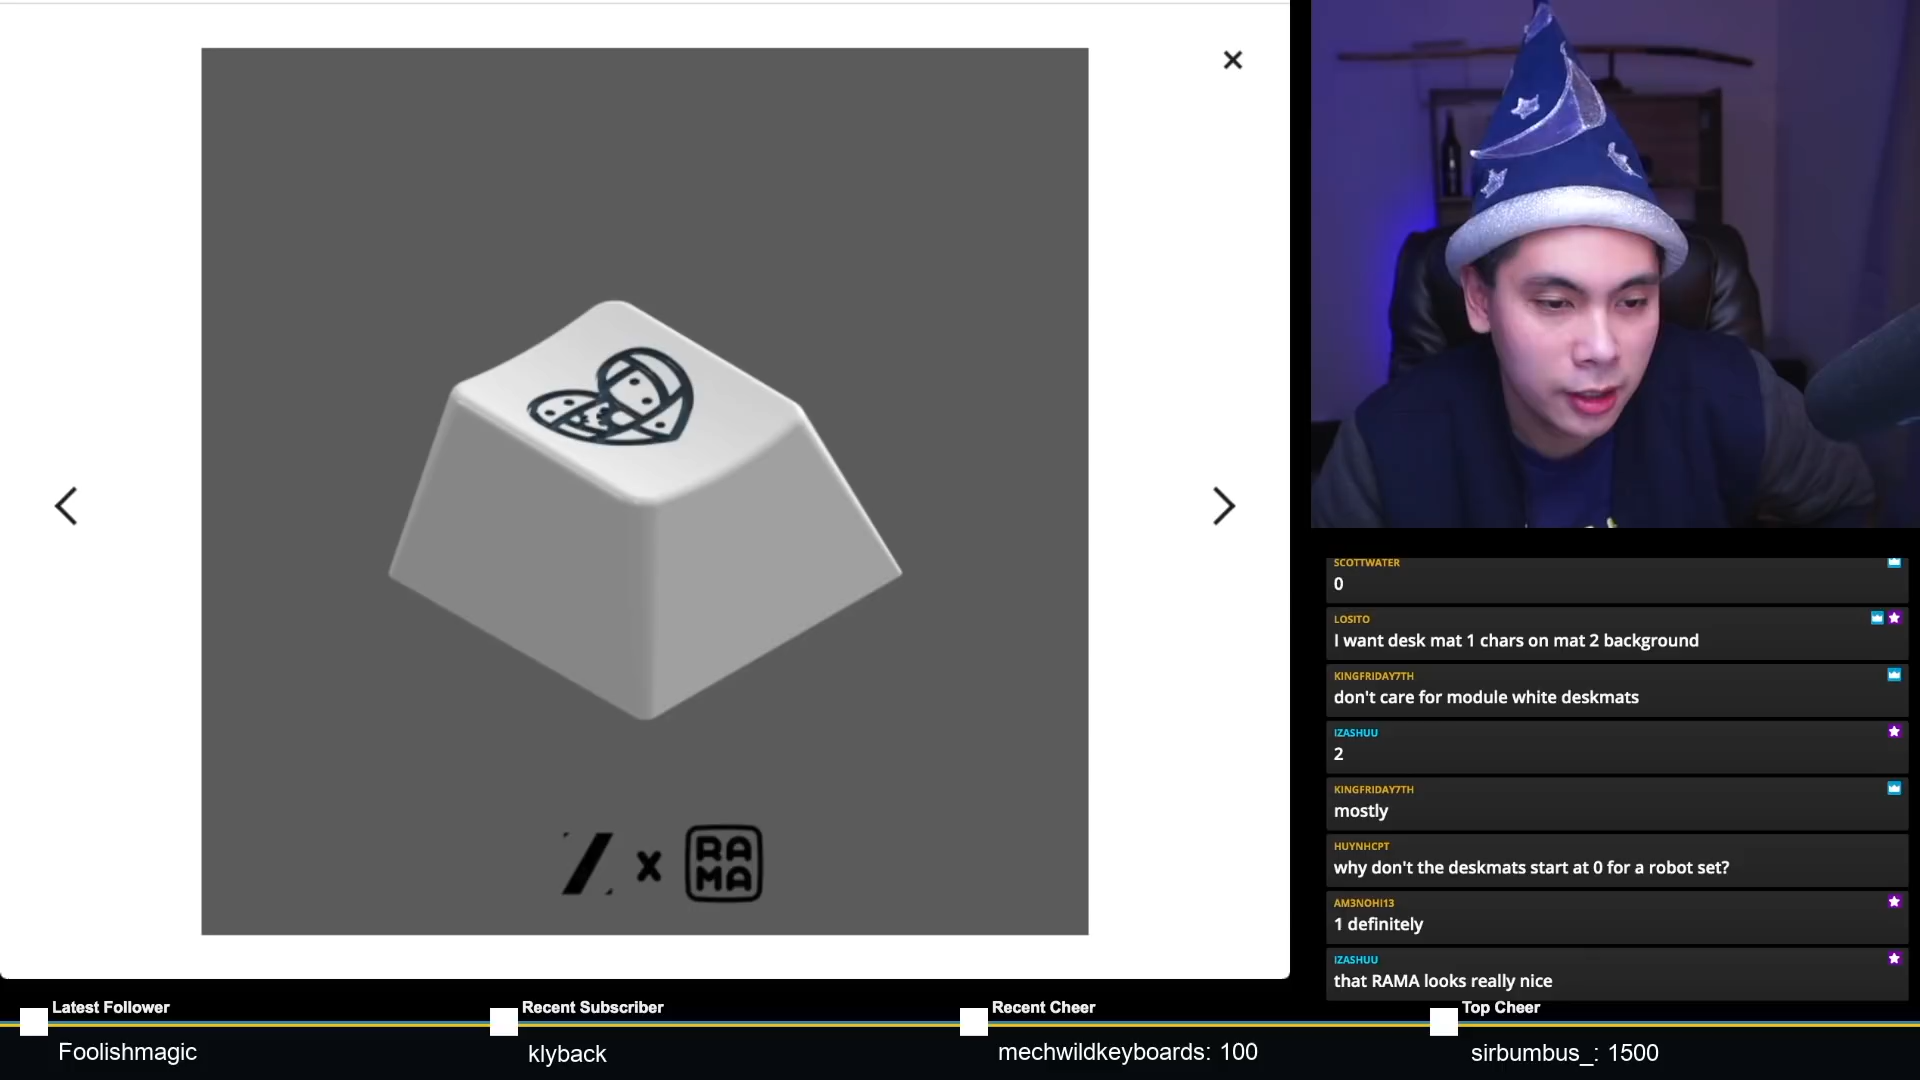 x
RA
MA
SCOTTWATER
0
LOSITO
I want desk mat 1 chars on mat 2 background
KINGFRIDAY7TH
don't care for module white deskmats
IZASHUU
2
KINGFRIDAY7TH
mostly
HUYNHCPT
why don't the deskmats start at 0 for a robot set?
AM3NOHI13
1 definitely
IZASHUU
that RAMA looks really nice
Latest Follower
Foolishmagic
Recent Subscriber
klyback
Recent Cheer
mechwildkeyboards: 100
Top Cheer
sirbumbus_: 1500